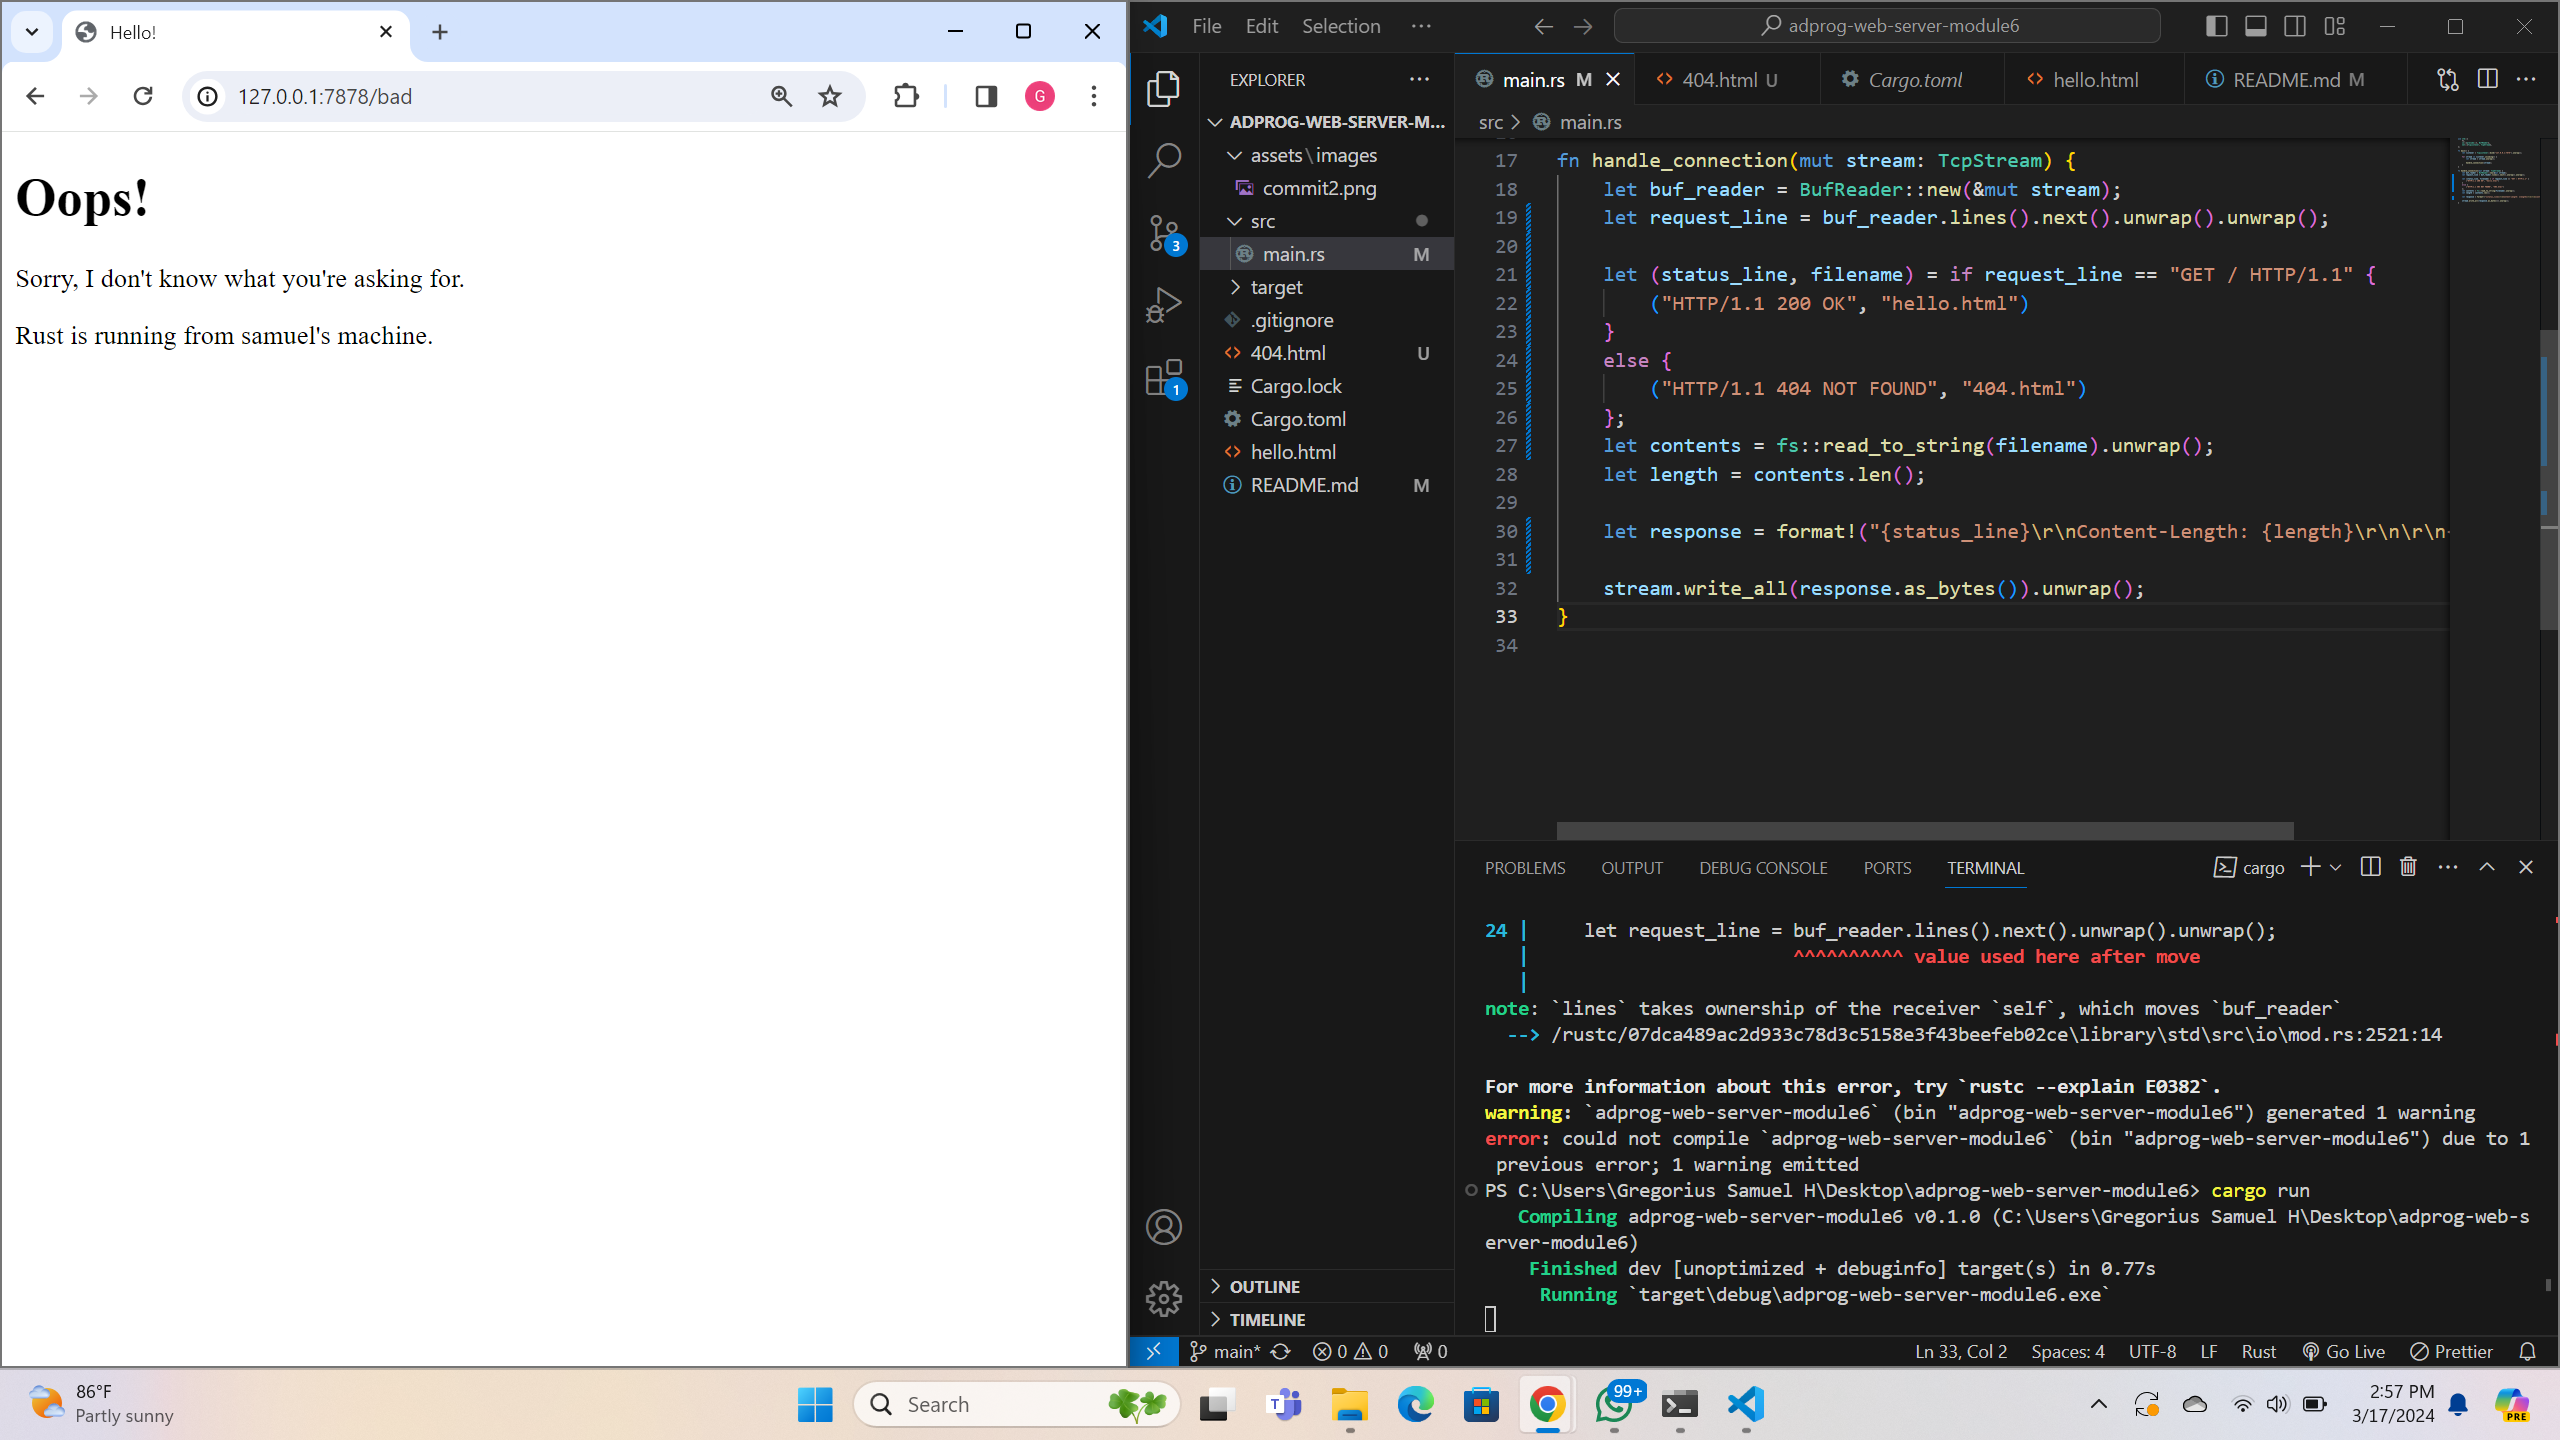 Hello!
127.0.0.1:7878/bad
G
Oops!
Sorry, I don't know what you're asking for.
Rust is running from samuel's machine.
File Edit Selection ···
adprog-web-server-module6
EXPLORER
ADPROG-WEB-SERVER-M...
assets\images
commit2.png
src
main.rs M
target
.gitignore
404.html U
Cargo.lock
Cargo.toml
hello.html
README.md M
OUTLINE
TIMELINE
3
1
main.rs M
404.html U
Cargo.toml
hello.html
README.md M
src > main.rs
17 fn handle_connection(mut stream: TcpStream) {
18 let buf_reader = BufReader::new(&mut stream);
19 let request_line = buf_reader.lines().next().unwrap().unwrap();
20
21 let (status_line, filename) = if request_line == "GET / HTTP/1.1" {
22 ("HTTP/1.1 200 OK", "hello.html")
23 }
24 else {
25 ("HTTP/1.1 404 NOT FOUND", "404.html")
26 };
27 let contents = fs::read_to_string(filename).unwrap();
28 let length = contents.len();
29
30 let response = format!("{status_line}\r\nContent-Length: {length}\r\n\r\n
31
32 stream.write_all(response.as_bytes()).unwrap();
33 }
34
PROBLEMS OUTPUT DEBUG CONSOLE PORTS TERMINAL
cargo
24 | let request_line = buf_reader.lines().next().unwrap().unwrap();
| ^^^^^^^^^^ value used here after move
|
note: `lines` takes ownership of the receiver `self`, which moves `buf_reader`
--> /rustc/07dca489ac2d933c78d3c5158e3f43beefeb02ce\library\std\src\io\mod.rs:2521:14
For more information about this error, try `rustc --explain E0382`.
warning: `adprog-web-server-module6` (bin "adprog-web-server-module6") generated 1 warning
error: could not compile `adprog-web-server-module6` (bin "adprog-web-server-module6") due to 1
previous error; 1 warning emitted
PS C:\Users\Gregorius Samuel H\Desktop\adprog-web-server-module6> cargo run
Compiling adprog-web-server-module6 v0.1.0 (C:\Users\Gregorius Samuel H\Desktop\adprog-web-s
erver-module6)
Finished dev [unoptimized + debuginfo] target(s) in 0.77s
Running `target\debug\adprog-web-server-module6.exe`
main* 0 0 0
Ln 33, Col 2 Spaces: 4 UTF-8 LF Rust Go Live Prettier
86°F
Partly sunny
Search
T
99+
2:57 PM
3/17/2024
PRE